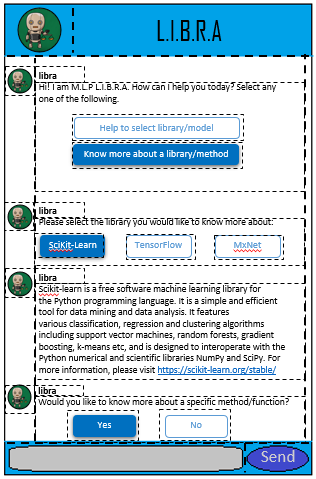 L.I.B.R.A
libra
Hi! I am M.L.P L.I.B.R.A. How can I help you today? Select any
one of the following.
Help to select library/model
Know more about a library/method
libra
Please select the library you would like to know more about:
SciKit-Learn
TensorFlow
MxNet
libra
Scikit-learn is a free software machine learning library for
the Python programming language. It is a simple and efficient
tool for data mining and data analysis. It features
various classification, regression and clustering algorithms
including support vector machines, random forests, gradient
boosting, k-means etc, and is designed to interoperate with the
Python numerical and scientific libraries NumPy and SciPy. For
more information, please visit https://scikit-learn.org/stable/
libra
Would you like to know more about a specific method/function?
Yes
No
Send